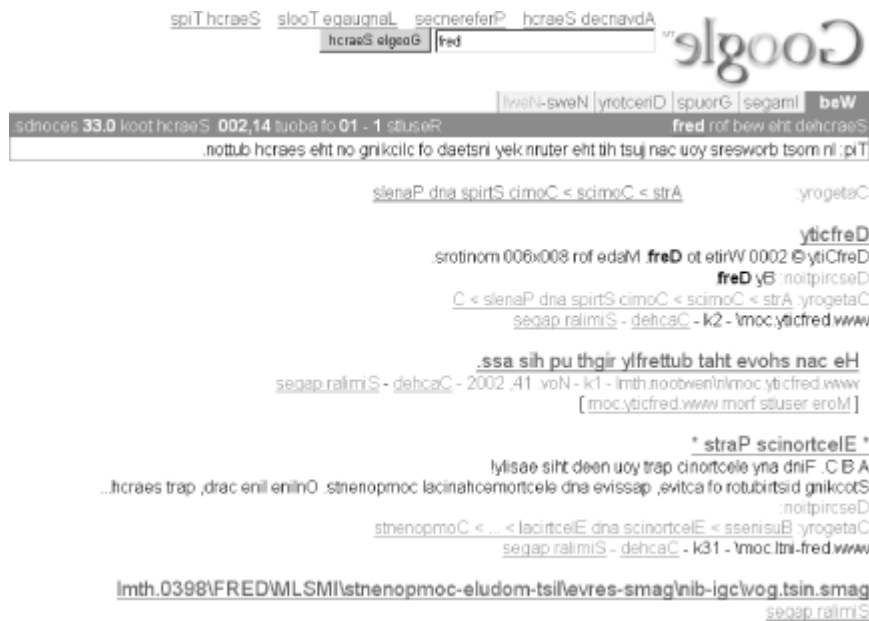 spiT hcraeS slooT egaugnaL secnereferP hcraeS decnavdA
hcraeS elgooG fred elgooG
!weN-sweN yrotceriD spuorG segamI beW
.sdnoces 33.0 koot hcraeS .002,14 tuoba fo 01 - 1 stluseR .fred rof bew eht dehcraeS
.nottub hcraes eht no gnikcilc fo daetsni yek nruter eht tih tsuj nac uoy sresworb tsom nI :piT
slenaP dna spirtS cimoC < scimoC < strA :yrogetaC
yticfreD
.srotinom 006x008 rof edaM .freD ot etirW 0002 © ytiCfreD
freD yB :noitpircseD
C < slenaP dna spirtS cimoC < scimoC < strA :yrogetaC
segap ralimiS - dehcaC - k2 - \moc.yticfred.www
.ssa sih pu thgir ylfrettub taht evohs nac eH
segap ralimiS - dehcaC - 2002 ,41 .voN - k1 - lmth.nootwen\n\moc.yticfred.www
[ moc.yticfred.www morf stluser eroM ]
* straP scinortcelE *
!ylisae siht deen uoy trap cinortcele yna dniF .C B A
...hcraes trap ,drac enil enilnO .stnenopmoc lacinahcemortcele dna evissap ,evitca fo rotubirtsid gnikcotS
:noitpircseD
stnenopmoC < ... < lacirtcelE dna scinortcelE < ssenisuB :yrogetaC
segap ralimiS - dehcaC - k31 - \moc.ltni-fred.www
lmth.0398\FRED\MLSMI\stnenopmoc-eludom-tsil\evres-smag\nib-igc\vog.tsin.smag
segap ralimiS